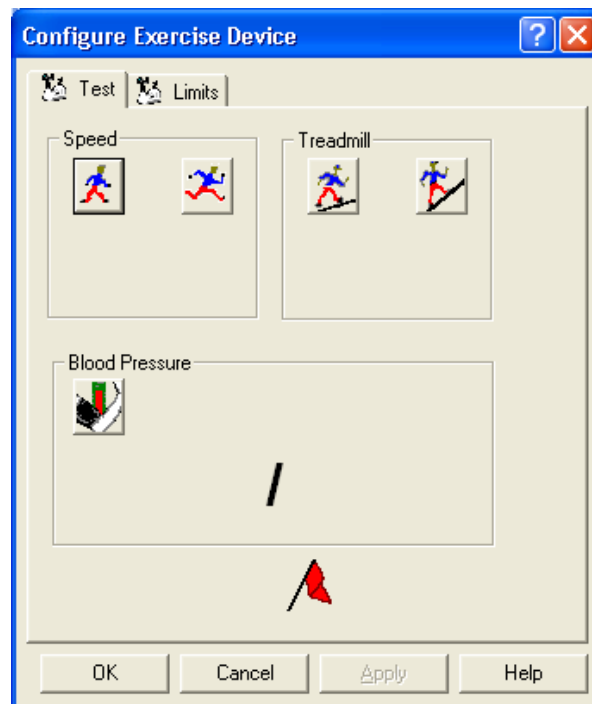 Configure Exercise Device
Test Limits
Speed Treadmill
Blood Pressure
/
OK Cancel Apply Help